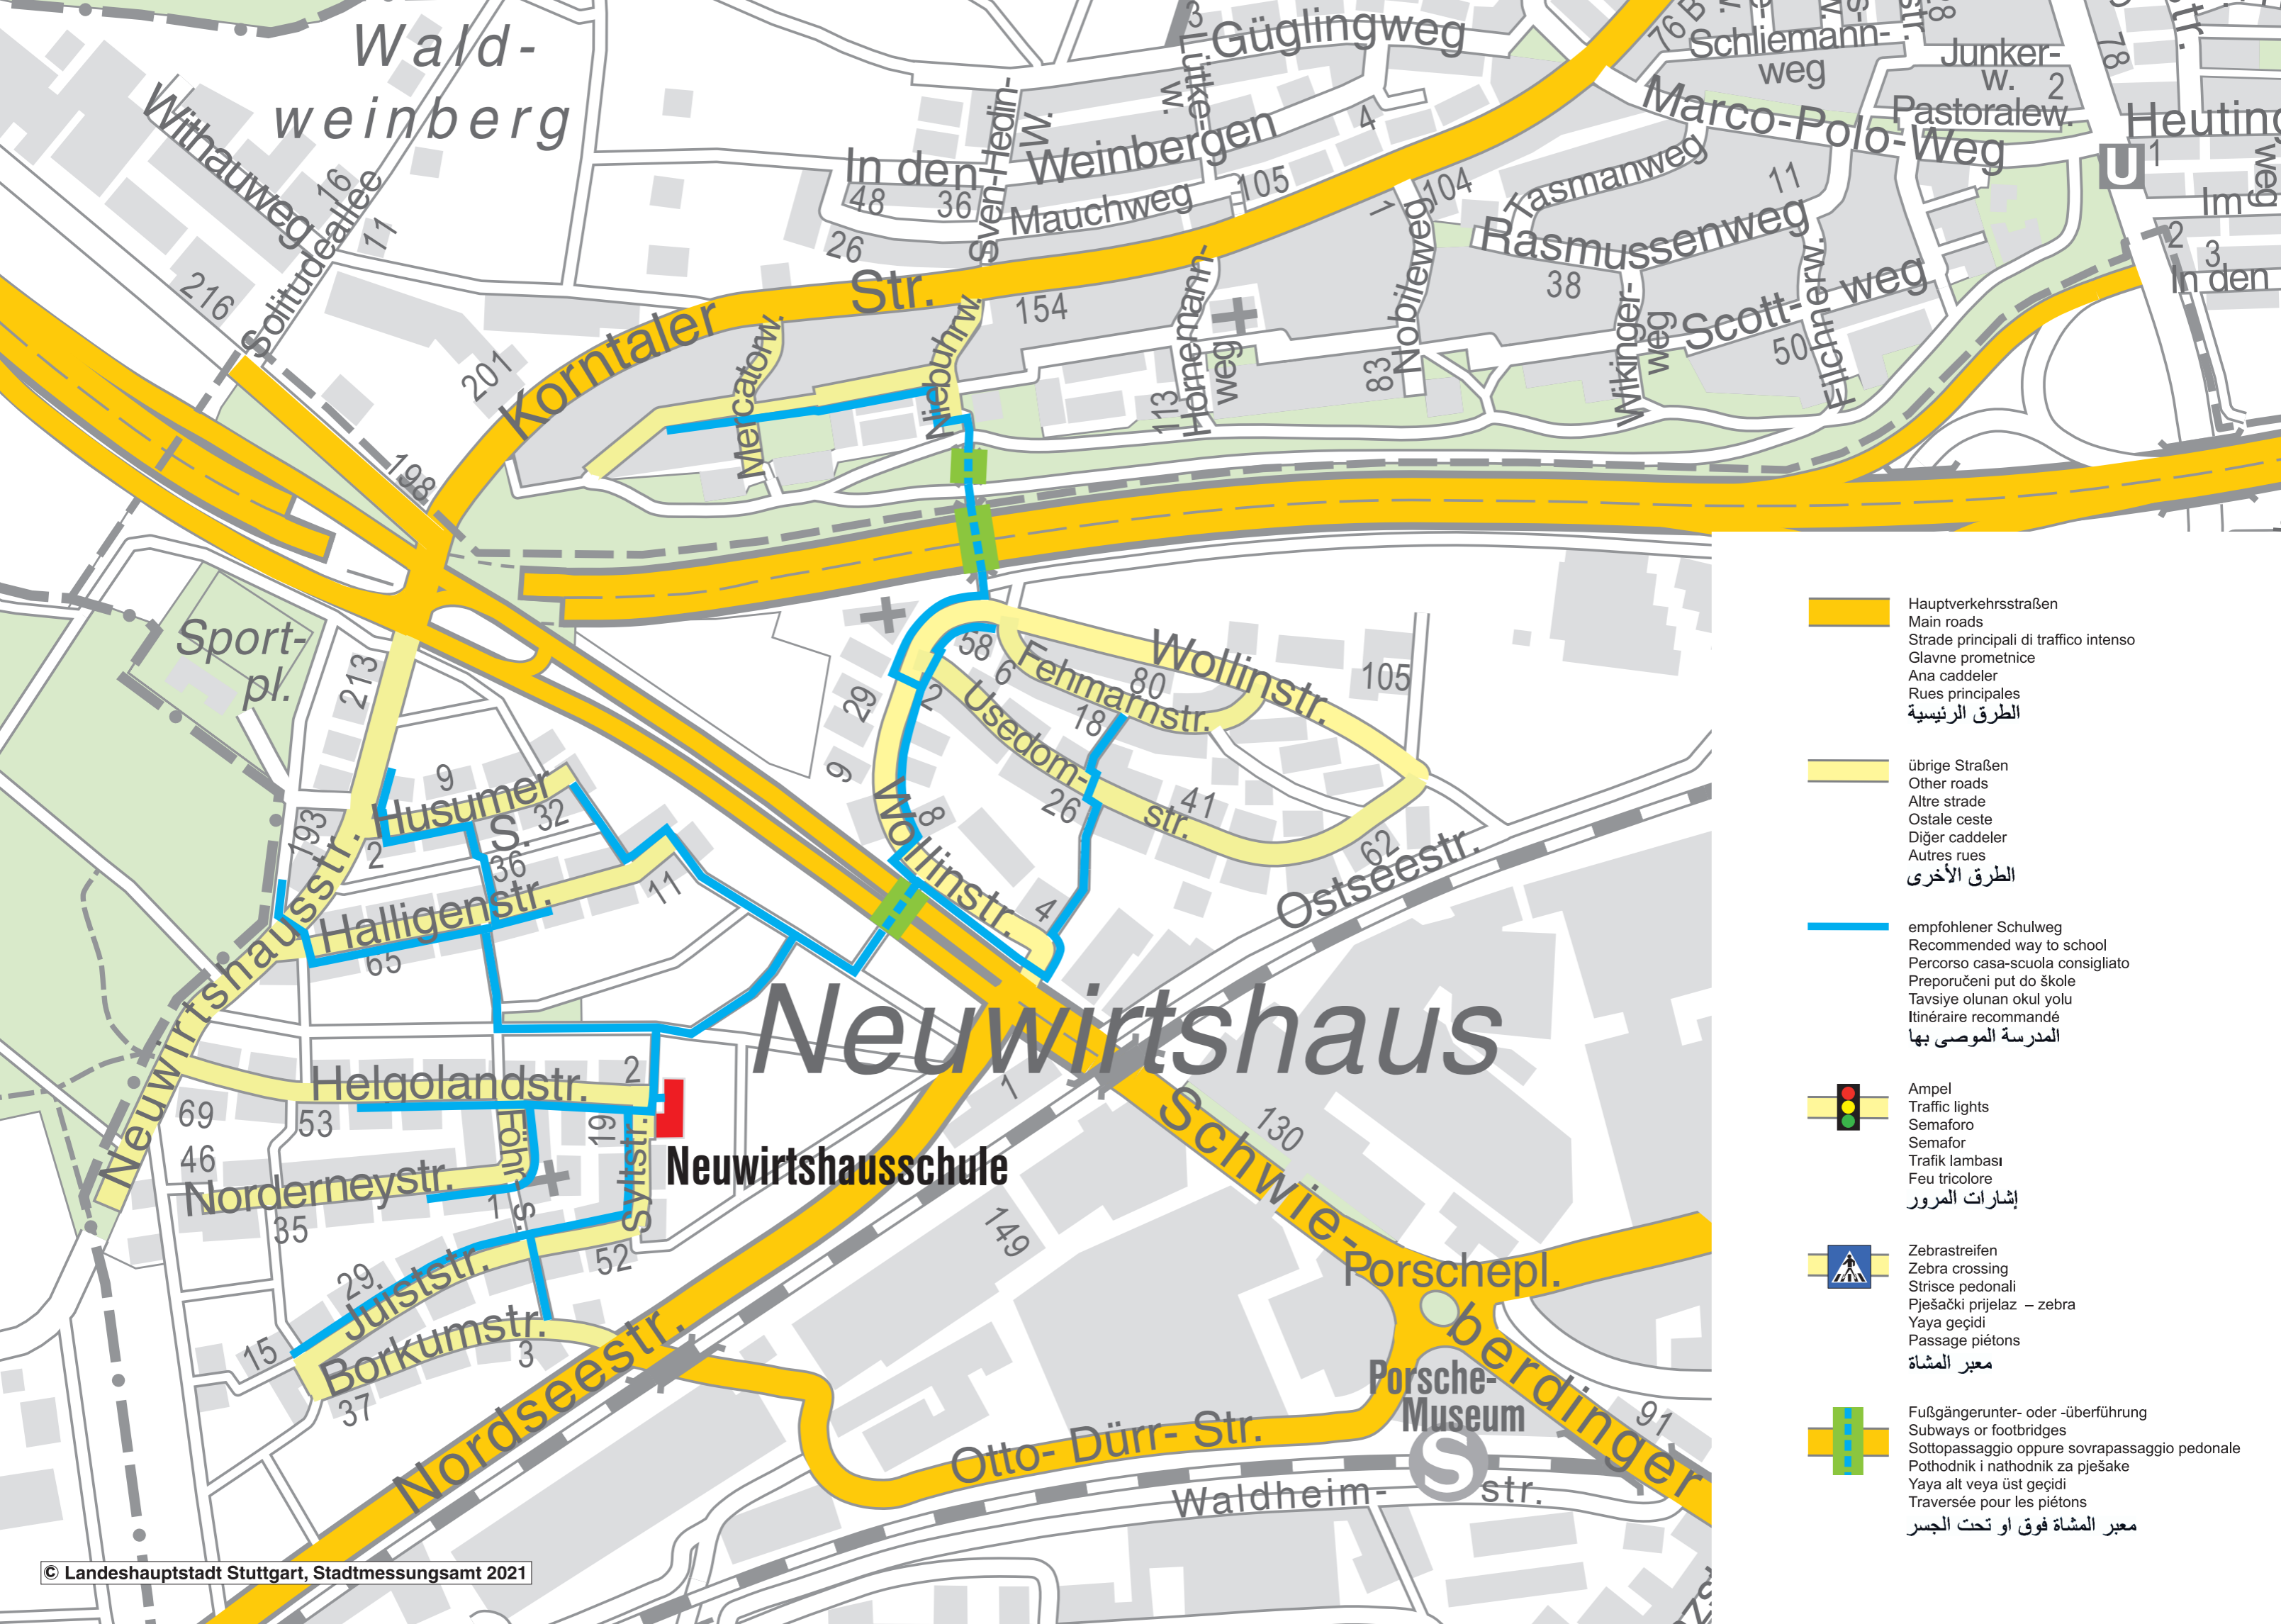 Wald-
weinberg
Withauweg
16
11
216
Solitudeallee
3
Lütke-
w.
Güglingweg
Sven-Hedin-
W.
In den
Weinbergen
4
48
36
Mauchweg
105
26
76 B
Schliemann-
weg
Junker-
w.
2
Pastoralew.
78
Marco-Polo-Weg
Heuting
U
1
weg
Im
2
3
In den
Tasmanweg
11
1
104
Rasmussenweg
38
Scott-
weg
50
Fichtnerw.
Wikinger-
weg
Nobileweg
83
Hornemann-
weg
113
154
Korntaler
Str.
201
198
Mercatorw.
Niebuhrw.
Sport-
pl.
213
193
Neuwirtshausstr.
9
Husumer
S.
32
2
36
Halligenstr.
11
65
58
6
2
29
9
8
Fehmarnstr.
80
18
Usedom-
str.
26
41
62
Wollinstr.
105
Wollinstr.
4
Ostseestr.
Neuwirtshaus
Helgolandstr.
2
69
53
46
Föhr
s.
19
Syltstr.
Neuwirtshausschule
Norderneystr.
1
35
29
Juiststr.
52
15
Borkumstr.
3
37
Nordseestr.
1
149
130
Schwie-
berdinger
Porschepl.
Porsche-
Museum
S
91
Otto- Dürr- Str.
Waldheim-
str.
© Landeshauptstadt Stuttgart, Stadtmessungsamt 2021
Hauptverkehrsstraßen
Main roads
Strade principali di traffico intenso
Glavne prometnice
Ana caddeler
Rues principales
الطرق الرئيسية
übrige Straßen
Other roads
Altre strade
Ostale ceste
Diğer caddeler
Autres rues
الطرق الأخرى
empfohlener Schulweg
Recommended way to school
Percorso casa-scuola consigliato
Preporučeni put do škole
Tavsiye olunan okul yolu
Itinéraire recommandé
المدرسة الموصى بها
Ampel
Traffic lights
Semaforo
Semafor
Trafik lambası
Feu tricolore
إشارات المرور
Zebrastreifen
Zebra crossing
Strisce pedonali
Pješački prijelaz – zebra
Yaya geçidi
Passage piétons
معبر المشاة
Fußgängerunter- oder -überführung
Subways or footbridges
Sottopassaggio oppure sovrapassaggio pedonale
Pothodnik i nathodnik za pješake
Yaya alt veya üst geçidi
Traversée pour les piétons
معبر المشاة فوق او تحت الجسر